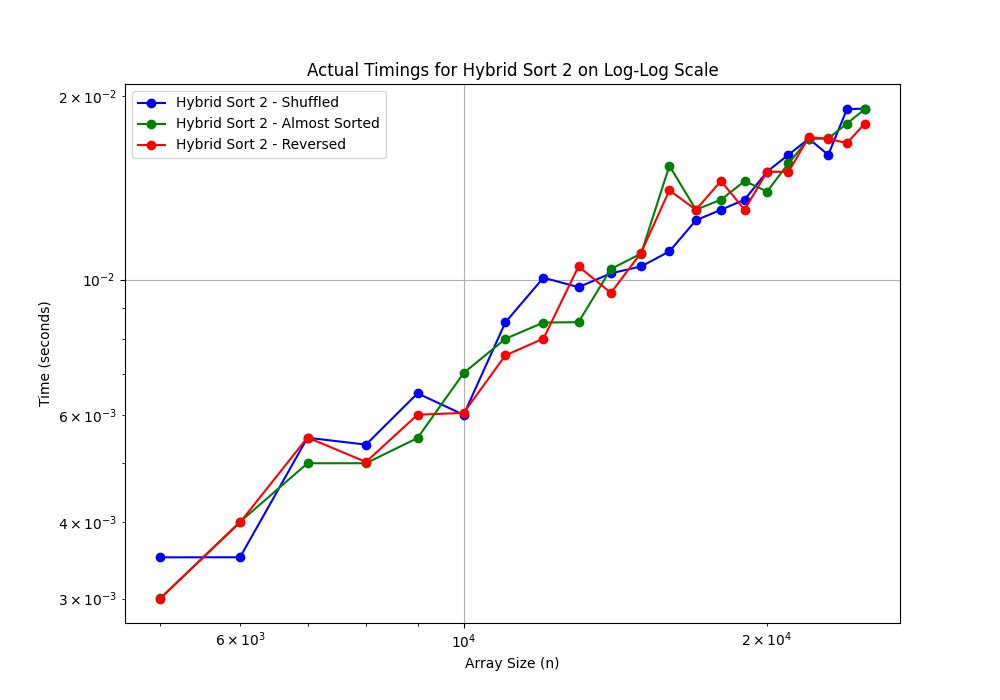 Actual Timings for Hybrid Sort 2 on Log-Log Scale
Hybrid Sort 2 - Shuffled
Hybrid Sort 2 - Almost Sorted
Hybrid Sort 2 - Reversed
2 × 10⁻²
10⁻²
6 × 10⁻³
4 × 10⁻³
3 × 10⁻³
Time (seconds)
6 × 10³
10⁴
2 × 10⁴
Array Size (n)